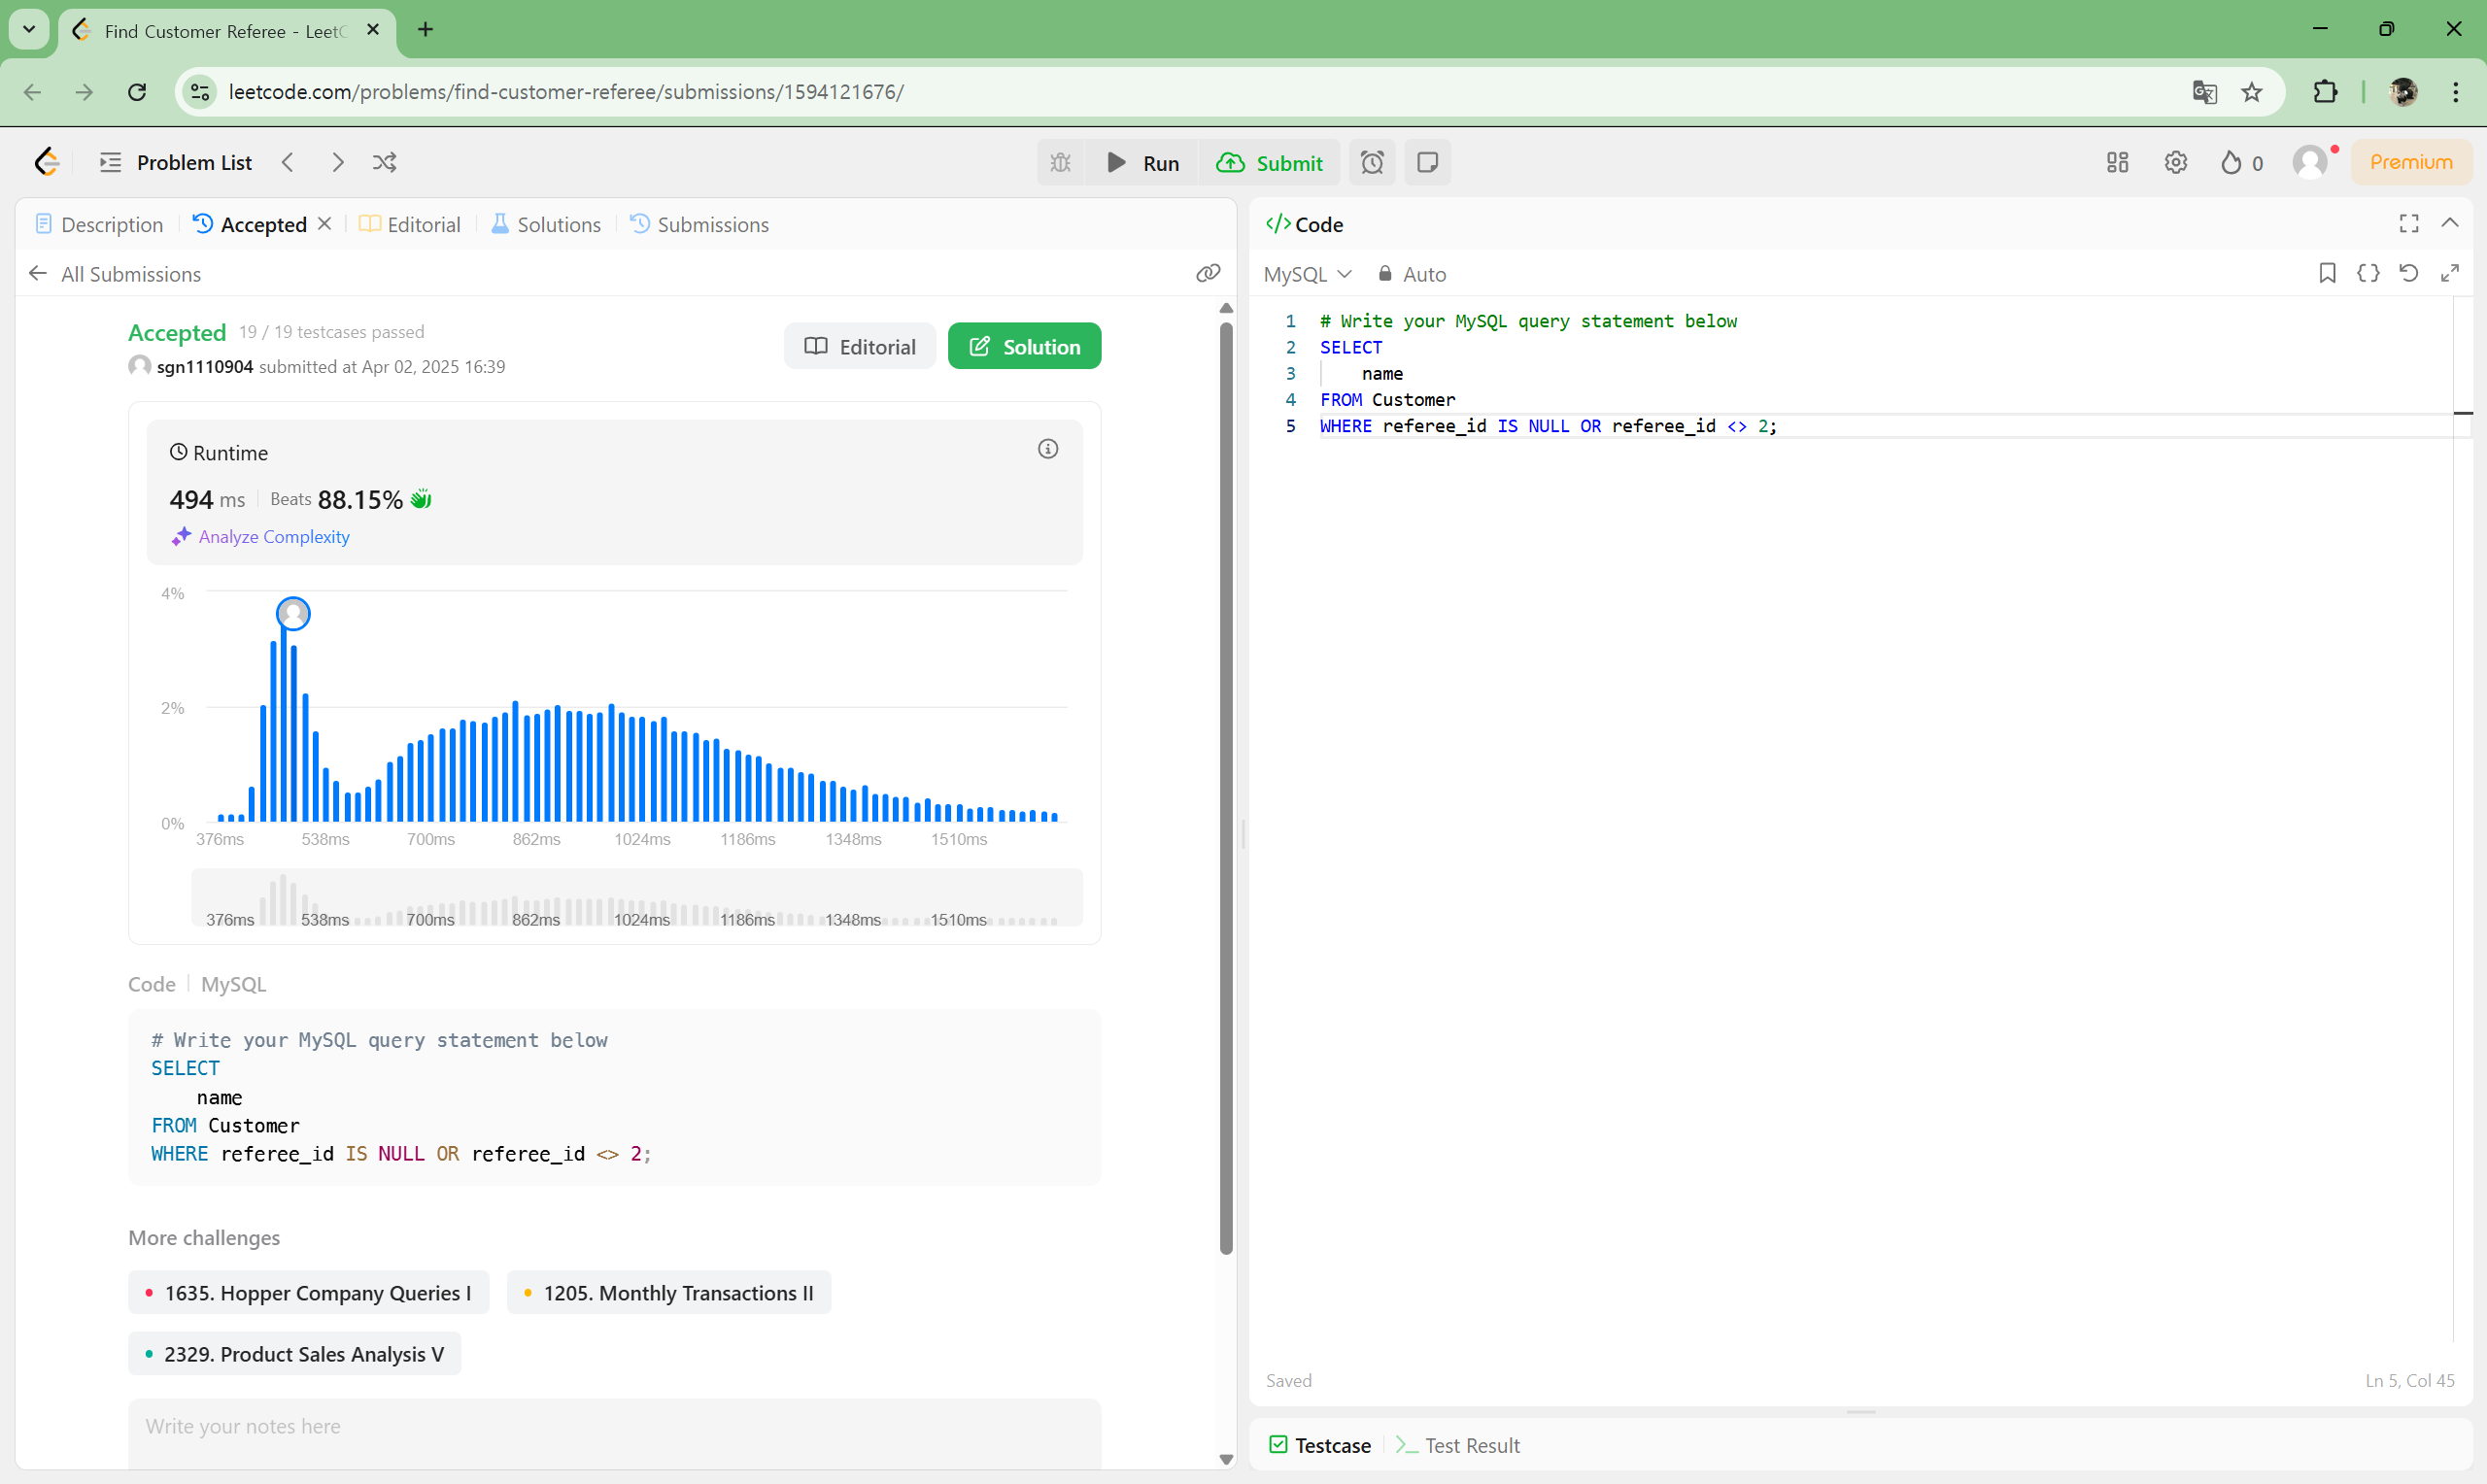 Find Customer Referee - LeetC
leetcode.com/problems/find-customer-referee/submissions/1594121676/
Problem List
Run
Submit
0
Premium
Description
Accepted
Editorial
Solutions
Submissions
All Submissions
Accepted 19 / 19 testcases passed
sgn1110904 submitted at Apr 02, 2025 16:39
Editorial
Solution
Runtime
494 ms Beats 88.15%
Analyze Complexity
4%
2%
0%
376ms 538ms 700ms 862ms 1024ms 1186ms 1348ms 1510ms
376ms 538ms 700ms 862ms 1024ms 1186ms 1348ms 1510ms
Code MySQL
# Write your MySQL query statement below
SELECT
name
FROM Customer
WHERE referee_id IS NULL OR referee_id <> 2;
More challenges
1635. Hopper Company Queries I
1205. Monthly Transactions II
2329. Product Sales Analysis V
Write your notes here
</> Code
MySQL Auto
1 # Write your MySQL query statement below
2 SELECT
3 name
4 FROM Customer
5 WHERE referee_id IS NULL OR referee_id <> 2;
Saved
Ln 5, Col 45
Testcase
Test Result